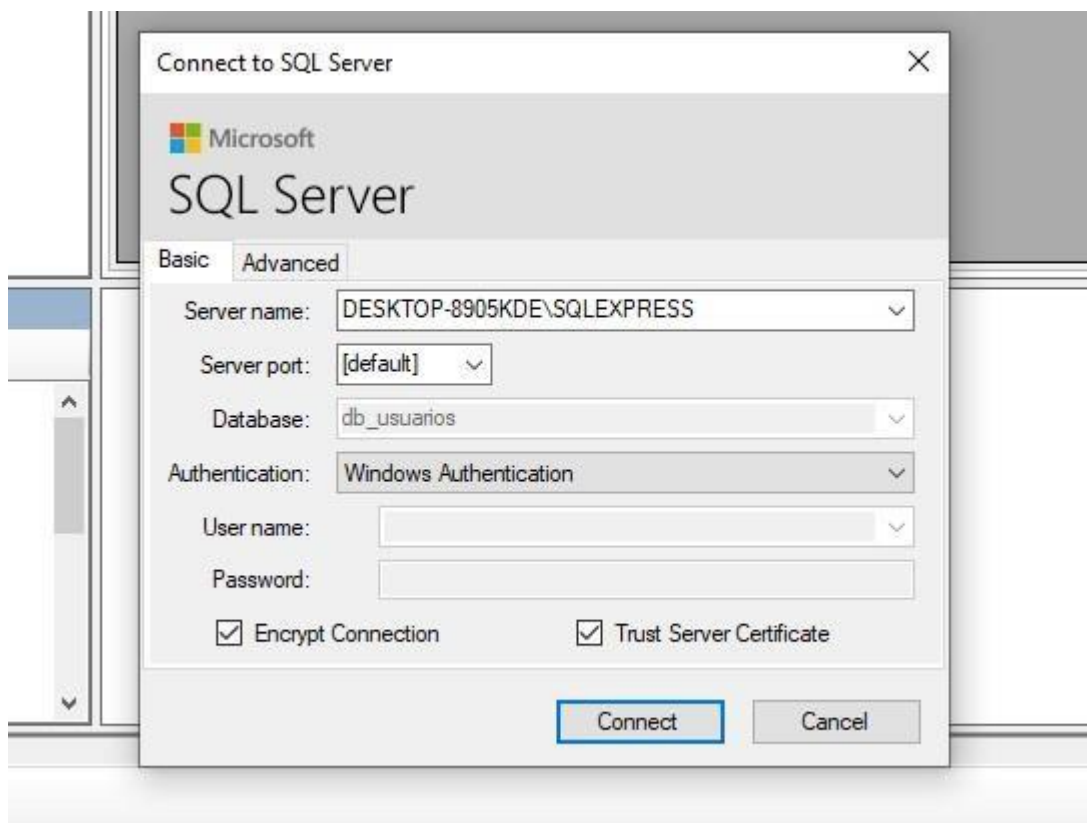 Connect to SQL Server
Microsoft
SQL Server
Basic Advanced
Server name: DESKTOP-8905KDE\SQLEXPRESS
Server port: [default]
Database: db_usuarios
Authentication: Windows Authentication
User name:
Password:
Encrypt Connection Trust Server Certificate
Connect Cancel